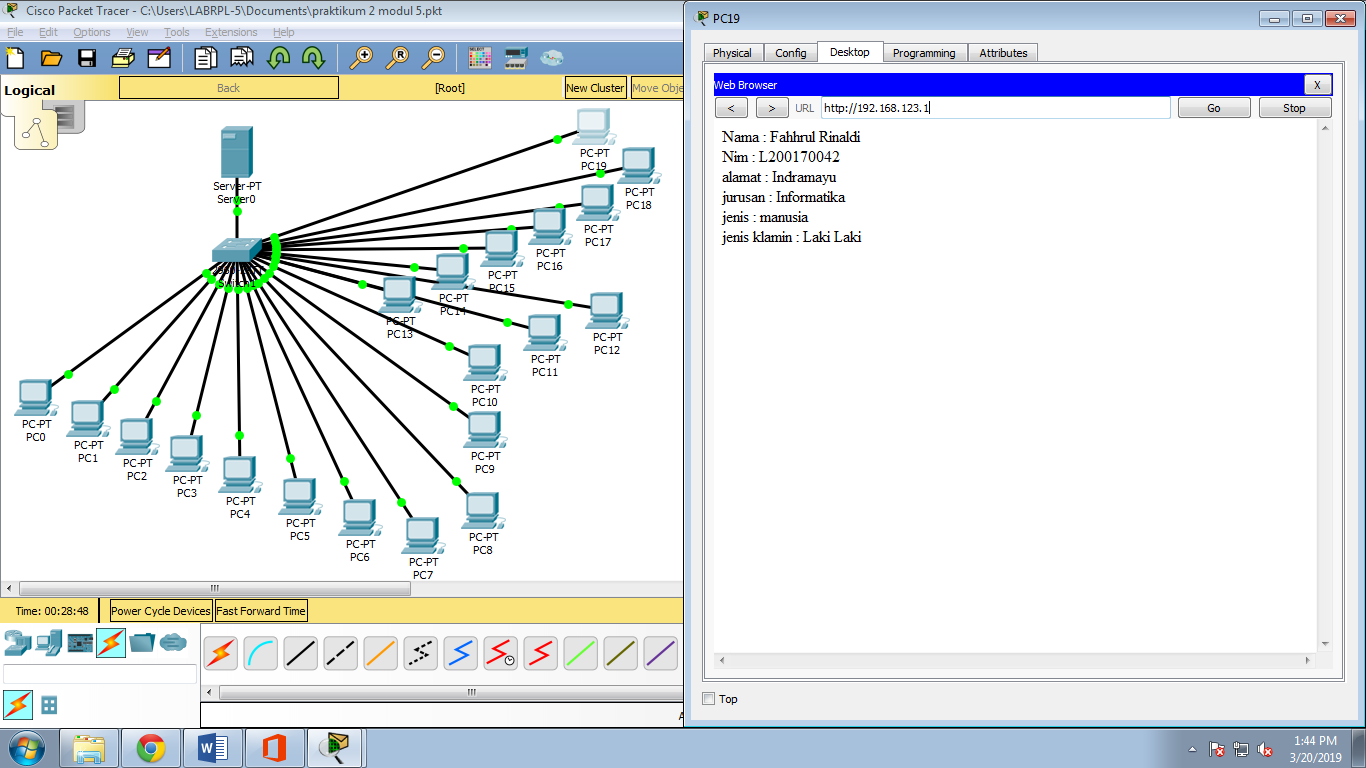 Cisco Packet Tracer - C:\Users\LABRPL-5\Documents\praktikum 2 modul 5.pkt
File Edit Options View Tools Extensions Help
Logical
Back
[Root]
New Cluster
Move Obje
Server-PT
Server0
Switch1
PC-PT
PC19
PC-PT
PC18
PC-PT
PC17
PC-PT
PC16
PC-PT
PC15
PC-PT
PC14
PC-PT
PC13
PC-PT
PC12
PC-PT
PC11
PC-PT
PC10
PC-PT
PC9
PC-PT
PC8
PC-PT
PC7
PC-PT
PC6
PC-PT
PC5
PC-PT
PC4
PC-PT
PC3
PC-PT
PC2
PC-PT
PC1
PC-PT
PC0
Time: 00:28:48
Power Cycle Devices
Fast Forward Time
PC19
Physical Config Desktop Programming Attributes
Web Browser
X
< > URL http://192.168.123.1 Go Stop
Nama : Fahhrul Rinaldi
Nim : L200170042
alamat : Indramayu
jurusan : Informatika
jenis : manusia
jenis klamin : Laki Laki
Top
1:44 PM
3/20/2019